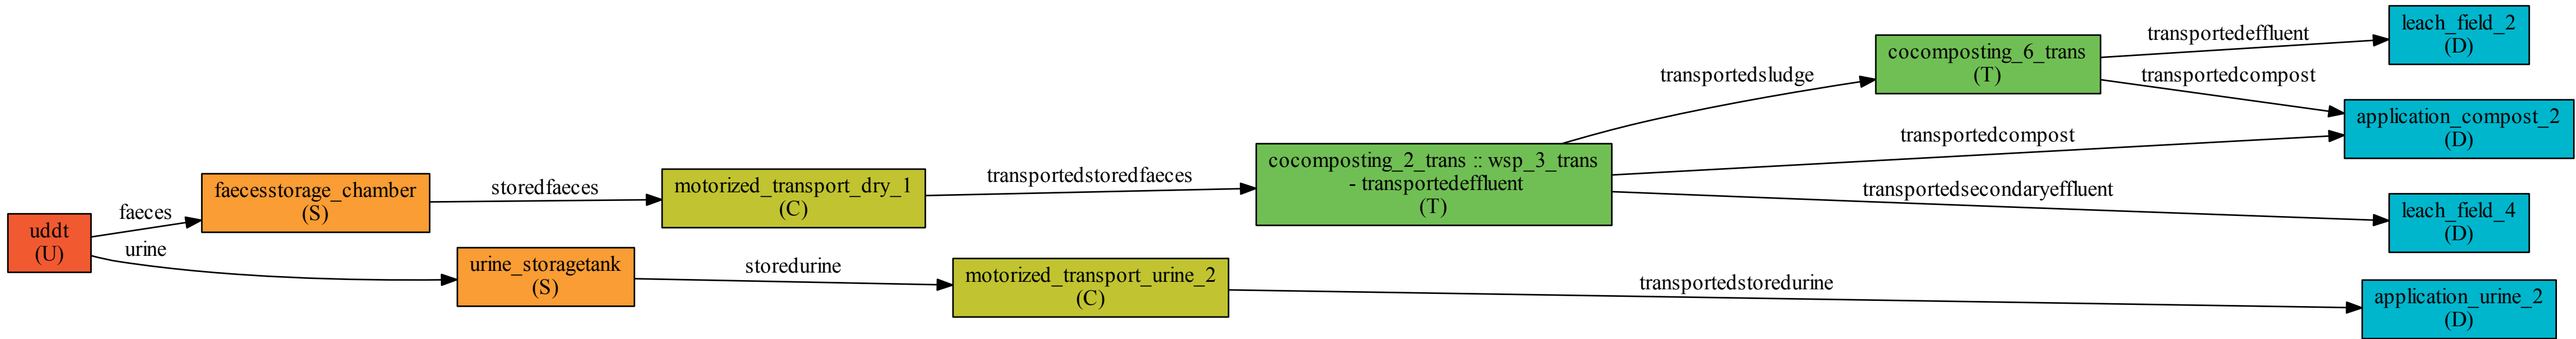 uddt
(U)
faeces
urine
faecesstorage_chamber
(S)
storedfaeces
urine_storagetank
(S)
storedurine
motorized_transport_dry_1
(C)
transportedstoredfaeces
motorized_transport_urine_2
(C)
transportedstoredurine
cocomposting_2_trans :: wsp_3_trans
- transportedeffluent
(T)
transportedsludge
transportedcompost
transportedsecondaryeffluent
cocomposting_6_trans
(T)
transportedeffluent
transportedcompost
leach_field_2
(D)
application_compost_2
(D)
leach_field_4
(D)
application_urine_2
(D)